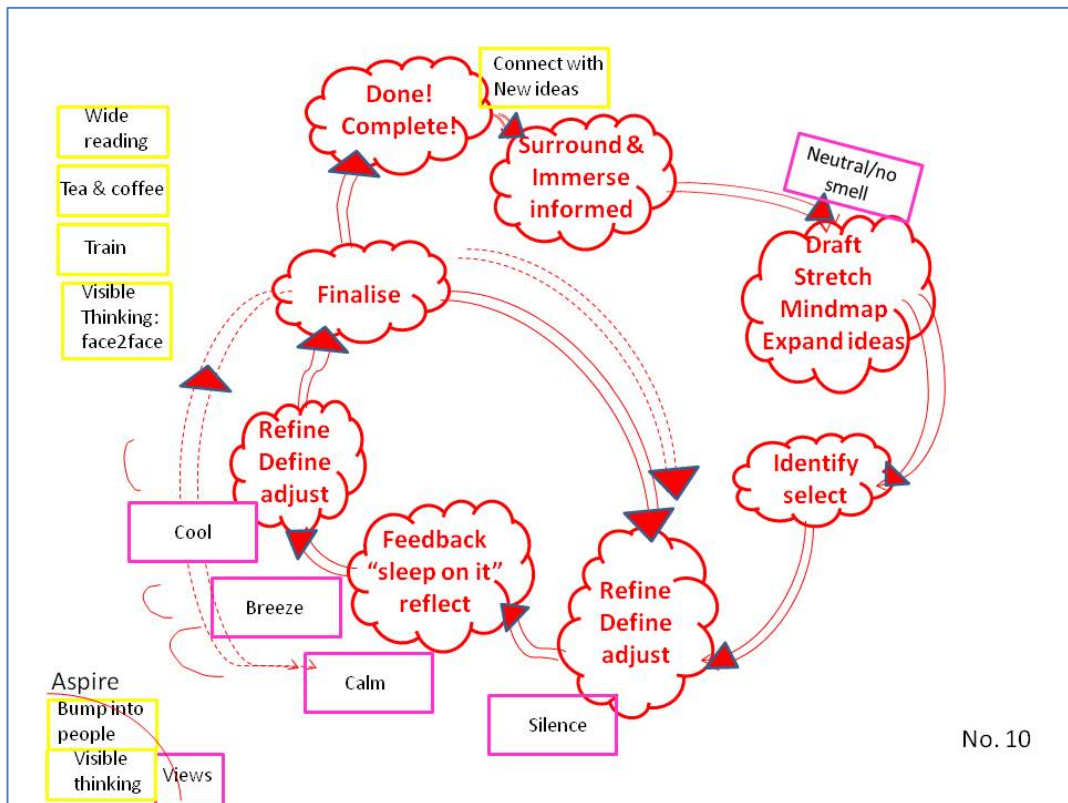 Connect with
New ideas
Done!
Complete!
Wide
reading
Surround &
Immerse
informed
Neutral/no
smell
Tea & coffee
Train
Draft
Stretch
Mindmap
Expand ideas
Visible
Thinking:
face2face
Finalise
Refine
Define
adjust
Identify
select
Cool
Feedback
“sleep on it”
reflect
Refine
Define
adjust
Breeze
Calm
Silence
Aspire
Bump into
people
Visible
thinking
Views
No. 10